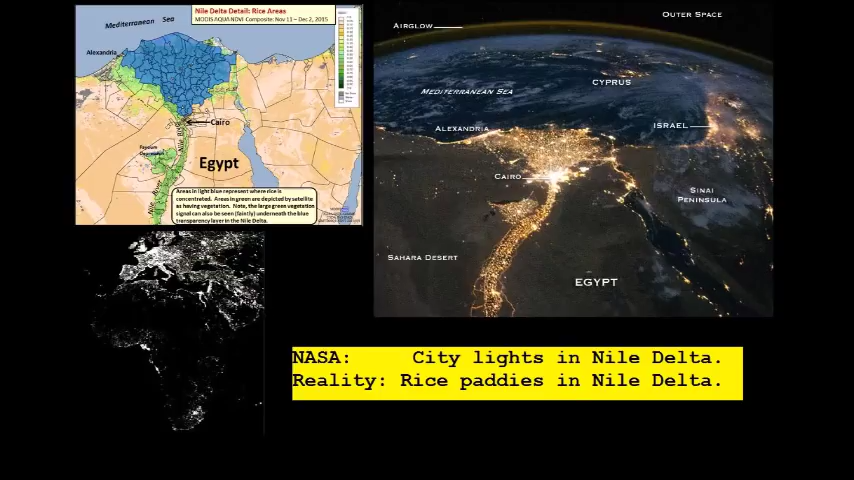 Nile Delta Detail: Rice Areas
MODIS AQUA NDVI Composite: Nov 11 – Dec 2, 2015
Mediterranean Sea
Alexandria
Cairo
Egypt
Areas in light blue represent where rice is
concentrated. Areas in green are depicted by satellite
as having vegetation. Note, the large green vegetation
signal can also be seen (faintly) underneath the blue
transparency layer in the Nile Delta.
OUTER SPACE
AIRGLOW
CYPRUS
MEDITERRANEAN SEA
ISRAEL
ALEXANDRIA
CAIRO
SINAI
PENINSULA
SAHARA DESERT
EGYPT
NASA: City lights in Nile Delta.
Reality: Rice paddies in Nile Delta.